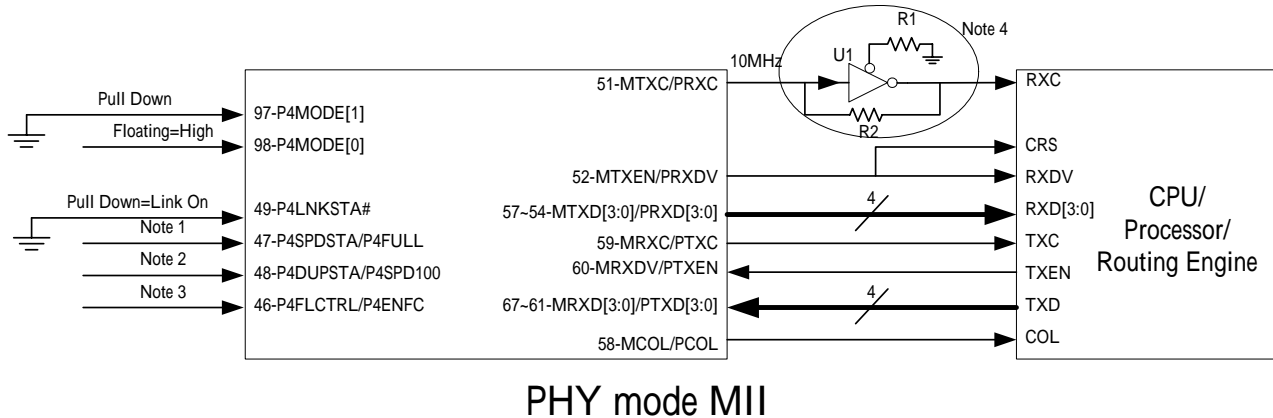 R1
Note 4
U1
10MHz
R2
Pull Down
97-P4MODE[1]
Floating=High
98-P4MODE[0]
Pull Down=Link On
49-P4LNKSTA#
Note 1
47-P4SPDSTA/P4FULL
Note 2
48-P4DUPSTA/P4SPD100
Note 3
46-P4FLCTRL/P4ENFC
51-MTXC/PRXC
52-MTXEN/PRXDV
57~54-MTXD[3:0]/PRXD[3:0]
4
59-MRXC/PTXC
60-MRXDV/PTXEN
67~61-MRXD[3:0]/PTXD[3:0]
4
58-MCOL/PCOL
RXC
CRS
RXDV
RXD[3:0]
TXC
TXEN
TXD
COL
CPU/
Processor/
Routing Engine
PHY mode MII